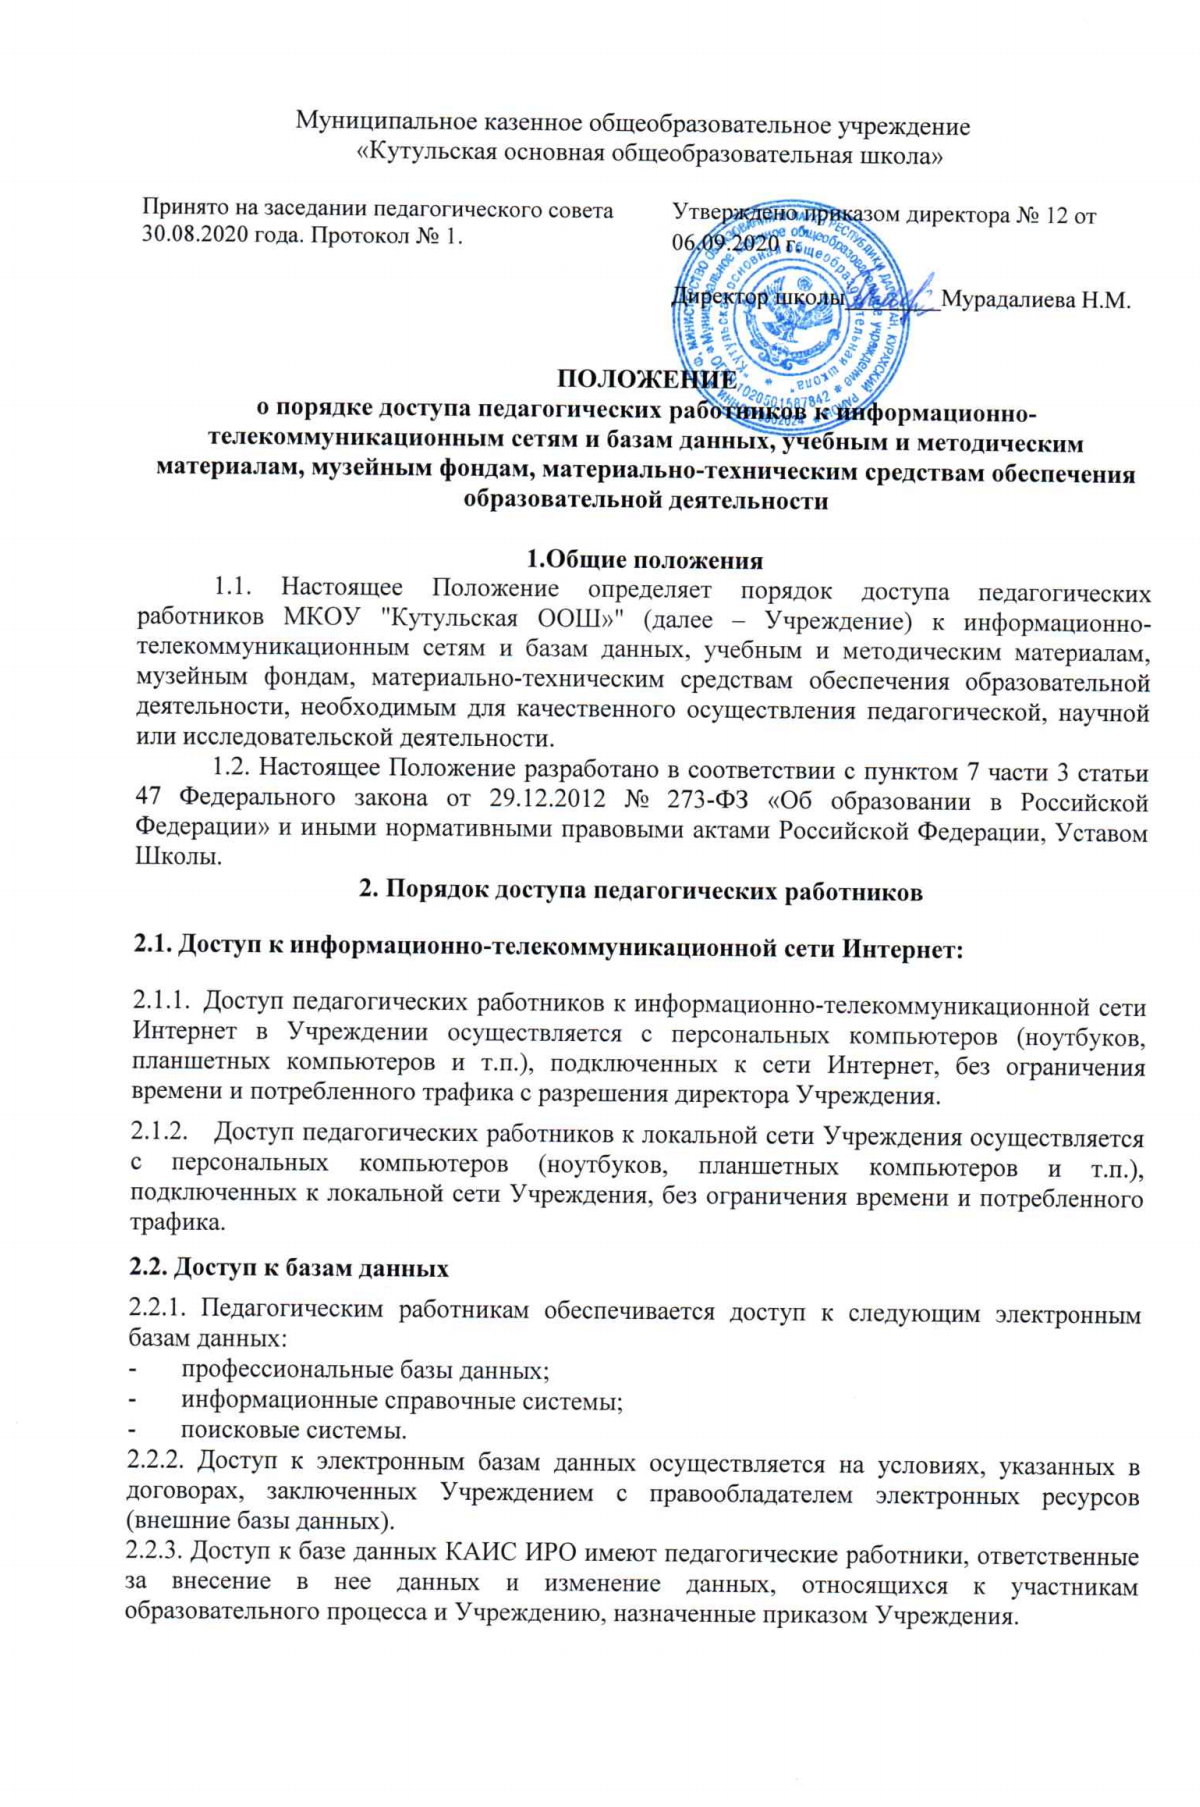 Муниципальное казенное общеобразовательное учреждение
«Кутульская основная общеобразовательная школа»
Принято на заседании педагогического совета
30.08.2020 года. Протокол № 1.
Утверждено приказом директора № 12 от
06.09.2020 г.
Директор школы________Мурадалиева Н.М.
ПОЛОЖЕНИЕ
о порядке доступа педагогических работников к информационно-
телекоммуникационным сетям и базам данных, учебным и методическим
материалам, музейным фондам, материально-техническим средствам обеспечения
образовательной деятельности
1.Общие положения
1.1. Настоящее Положение определяет порядок доступа педагогических
работников МКОУ "Кутульская ООШ»" (далее – Учреждение) к информационно-
телекоммуникационным сетям и базам данных, учебным и методическим материалам,
музейным фондам, материально-техническим средствам обеспечения образовательной
деятельности, необходимым для качественного осуществления педагогической, научной
или исследовательской деятельности.
1.2. Настоящее Положение разработано в соответствии с пунктом 7 части 3 статьи
47 Федерального закона от 29.12.2012 № 273-ФЗ «Об образовании в Российской
Федерации» и иными нормативными правовыми актами Российской Федерации, Уставом
Школы.
2. Порядок доступа педагогических работников
2.1. Доступ к информационно-телекоммуникационной сети Интернет:
2.1.1. Доступ педагогических работников к информационно-телекоммуникационной сети
Интернет в Учреждении осуществляется с персональных компьютеров (ноутбуков,
планшетных компьютеров и т.п.), подключенных к сети Интернет, без ограничения
времени и потребленного трафика с разрешения директора Учреждения.
2.1.2. Доступ педагогических работников к локальной сети Учреждения осуществляется
с персональных компьютеров (ноутбуков, планшетных компьютеров и т.п.),
подключенных к локальной сети Учреждения, без ограничения времени и потребленного
трафика.
2.2. Доступ к базам данных
2.2.1. Педагогическим работникам обеспечивается доступ к следующим электронным
базам данных:
- профессиональные базы данных;
- информационные справочные системы;
- поисковые системы.
2.2.2. Доступ к электронным базам данных осуществляется на условиях, указанных в
договорах, заключенных Учреждением с правообладателем электронных ресурсов
(внешние базы данных).
2.2.3. Доступ к базе данных КАИС ИРО имеют педагогические работники, ответственные
за внесение в нее данных и изменение данных, относящихся к участникам
образовательного процесса и Учреждению, назначенные приказом Учреждения.